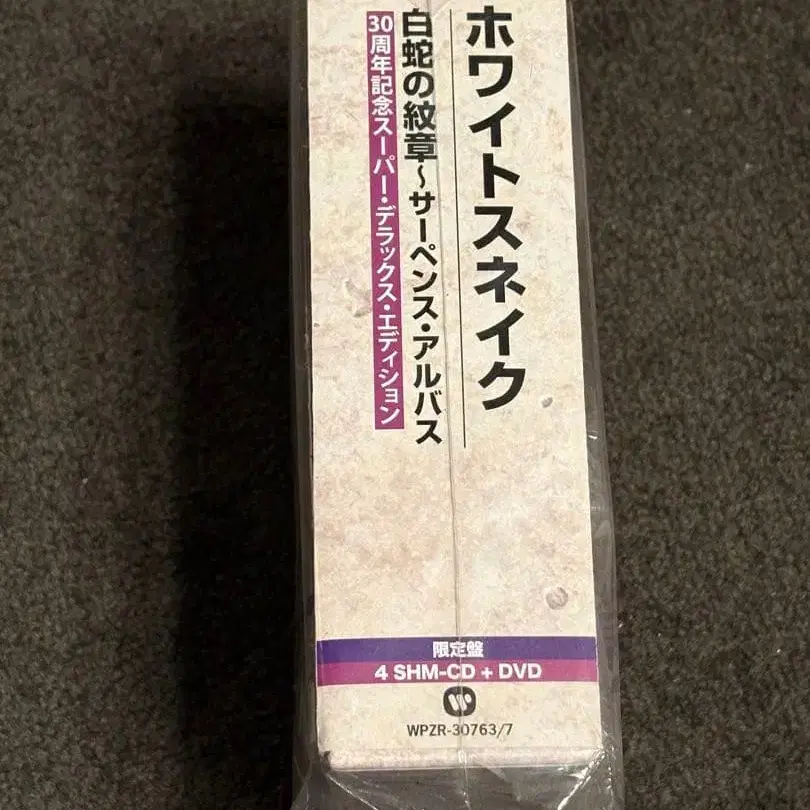 ホワイトスネイク
白蛇の紋章～サーペンス・アルバス
30周年記念スーパー・デラックス・エディション
限定盤
4 SHM-CD + DVD
WPZR-30763/7